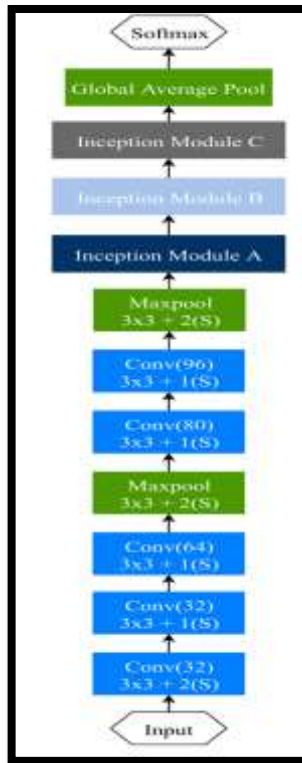 Softmax
Global Average Pool
Inception Module C
Inception Module B
Inception Module A
Maxpool
3x3 + 2(S)
Conv(96)
3x3 + 1(S)
Conv(80)
3x3 + 1(S)
Maxpool
3x3 + 2(S)
Conv(64)
3x3 + 1(S)
Conv(32)
3x3 + 1(S)
Conv(32)
3x3 + 2(S)
Input